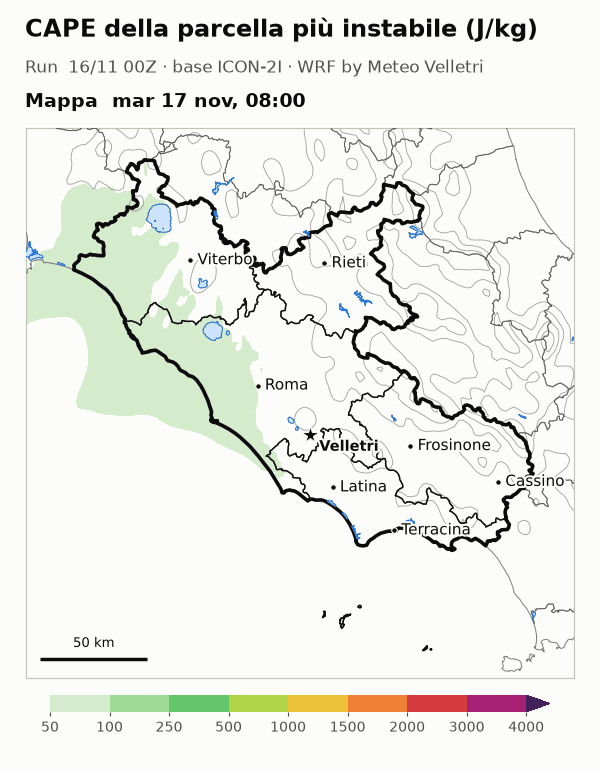 CAPE della parcella più instabile (J/kg)
Run  16/11 00Z · base ICON-2I · WRF by Meteo Velletri
Mappa  mar 17 nov, 08:00
Viterbo
Rieti
Roma
Velletri
Frosinone
Cassino
Latina
Terracina
50 km
50 100 250 500 1000 1500 2000 3000 4000